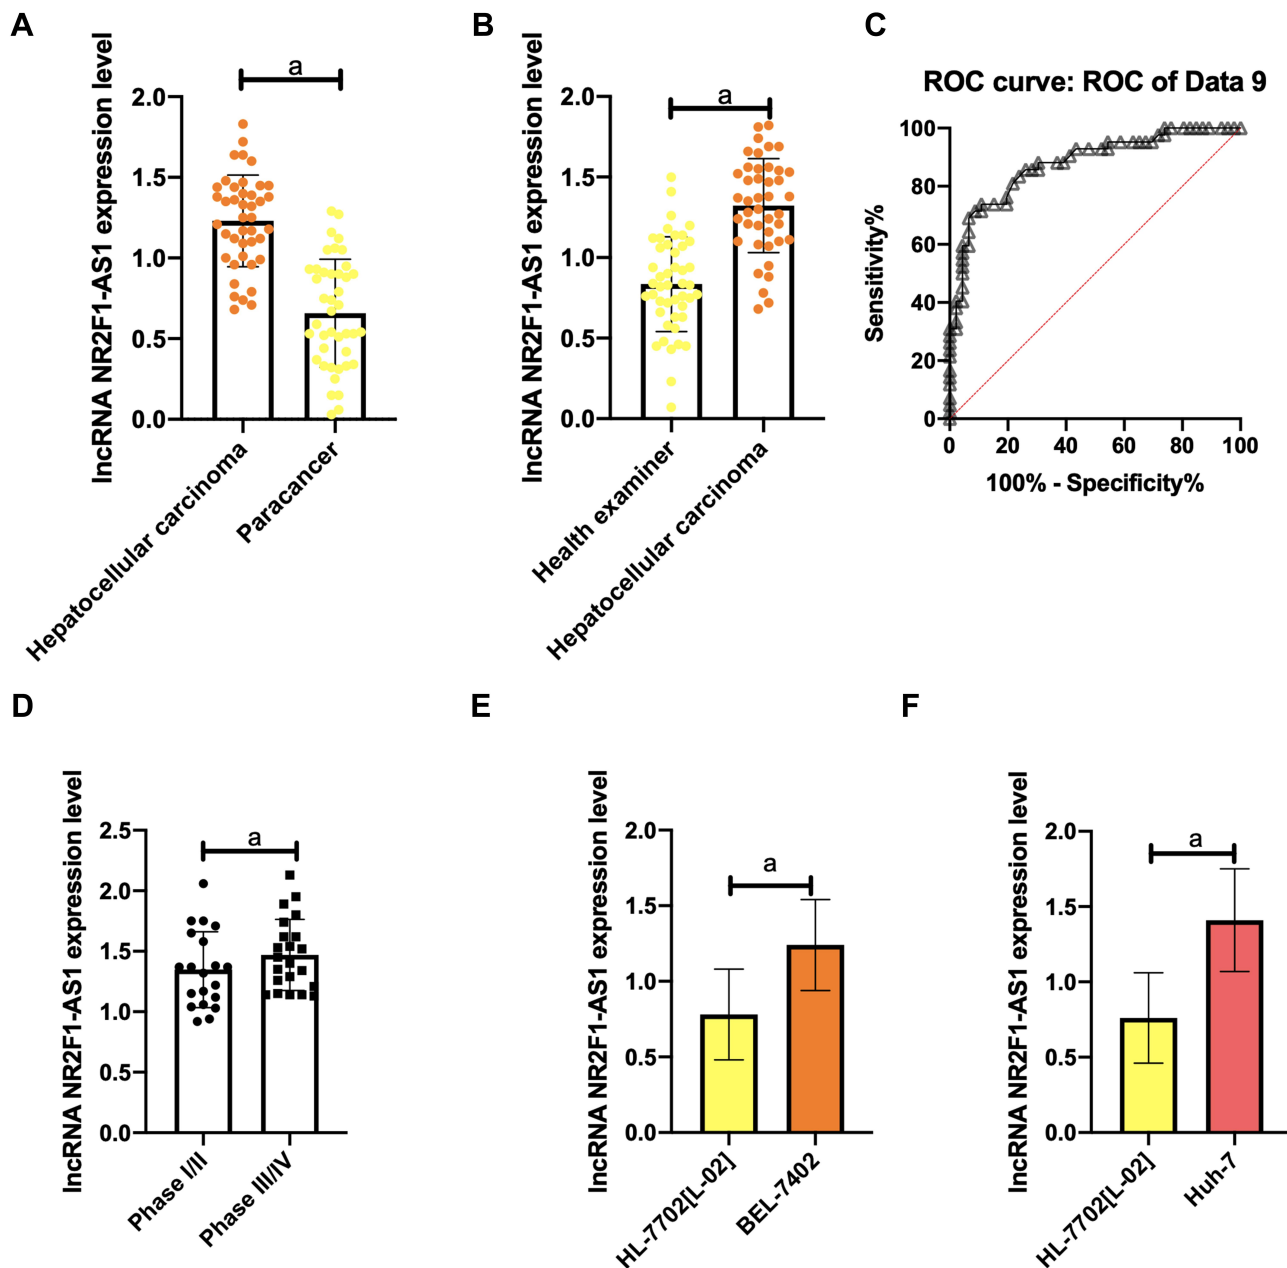 A
lncRNA NR2F1-AS1 expression level
2.0
1.5
1.0
0.5
0.0
a
Hepatocellular carcinoma
Paracancer
B
lncRNA NR2F1-AS1 expression level
2.0
1.5
1.0
0.5
0.0
a
Health examiner
Hepatocellular carcinoma
C
ROC curve: ROC of Data 9
Sensitivity%
100
80
60
40
20
0
0 20 40 60 80 100
100% - Specificity%
D
lncRNA NR2F1-AS1 expression level
2.5
2.0
1.5
1.0
0.5
0.0
a
Phase I/II
Phase III/IV
E
lncRNA NR2F1-AS1 expression level
2.0
1.5
1.0
0.5
0.0
a
HL-7702[L-02]
BEL-7402
F
lncRNA NR2F1-AS1 expression level
2.0
1.5
1.0
0.5
0.0
a
HL-7702[L-02]
Huh-7